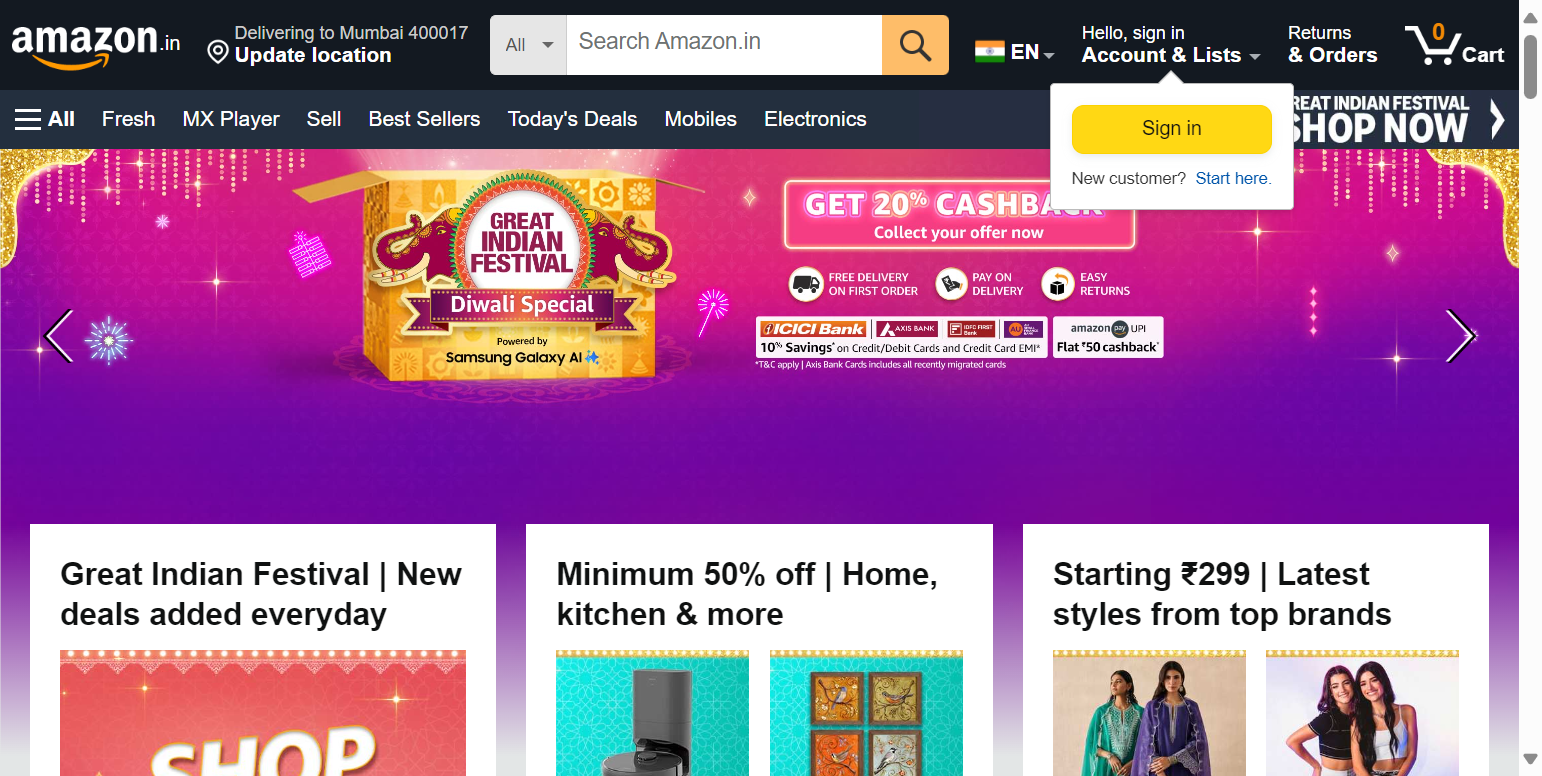 amazon.in
Delivering to Mumbai 400017
Update location
All
Search Amazon.in
EN
Hello, sign in
Account & Lists
Returns
& Orders
0
Cart
All
Fresh
MX Player
Sell
Best Sellers
Today's Deals
Mobiles
Electronics
Sign in
New customer? Start here.
GREAT INDIAN FESTIVAL
SHOP NOW
GREAT
INDIAN
FESTIVAL
Diwali Special
Powered by
Samsung Galaxy AI
GET 20% CASHBACK
Collect your offer now
FREE DELIVERY
ON FIRST ORDER
PAY ON
DELIVERY
EASY
RETURNS
ICICI Bank
AXIS BANK
IDFC FIRST
Bank
AU
10% Savings* on Credit/Debit Cards and Credit Card EMI*
amazon pay UPI
Flat ₹50 cashback*
*T&C apply | Axis Bank Cards includes all recently migrated cards
Great Indian Festival | New
deals added everyday
Minimum 50% off | Home,
kitchen & more
Starting ₹299 | Latest
styles from top brands
SHOP